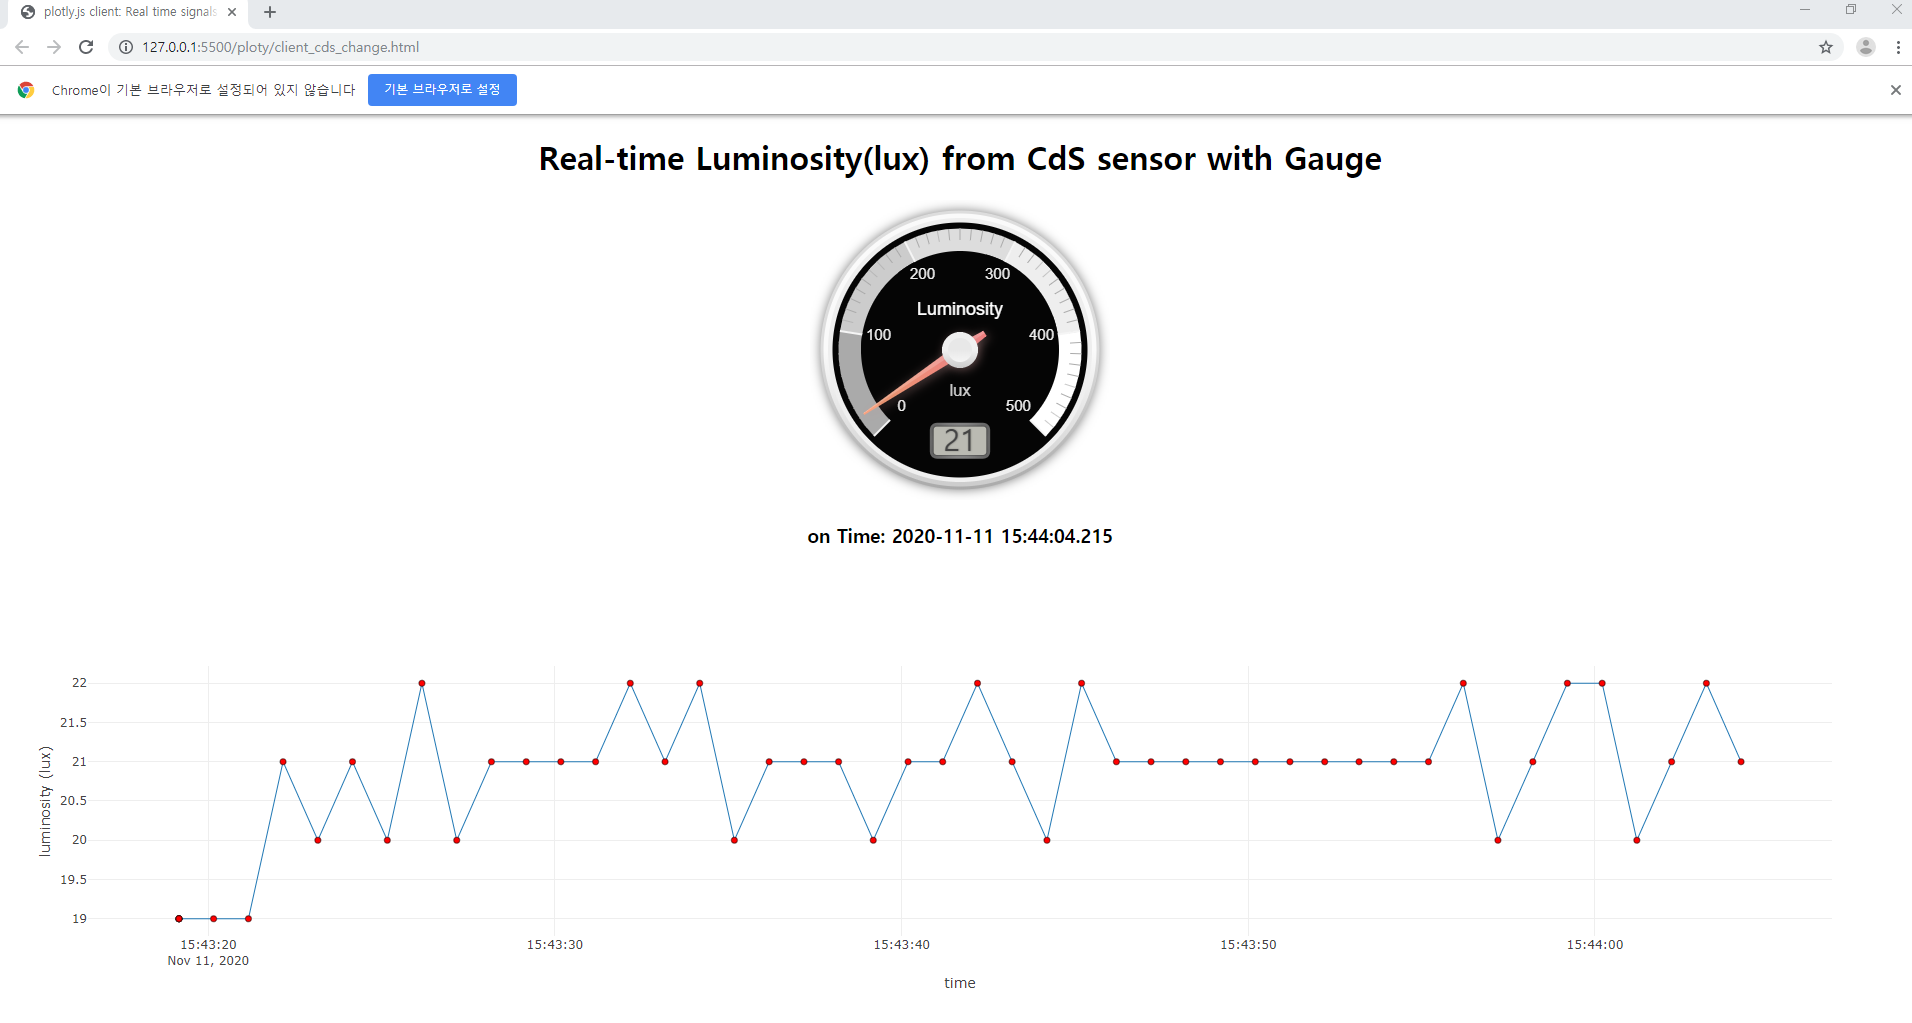 plotly.js client: Real time signals
127.0.0.1:5500/ploty/client_cds_change.html
Chrome이 기본 브라우저로 설정되어 있지 않습니다
기본 브라우저로 설정
Real-time Luminosity(lux) from CdS sensor with Gauge
200 300
Luminosity
100 400
lux
0 500
21
on Time: 2020-11-11 15:44:04.215
22
21.5
21
20.5
20
19.5
19
luminosity (lux)
15:43:20 15:43:30 15:43:40 15:43:50 15:44:00
Nov 11, 2020
time